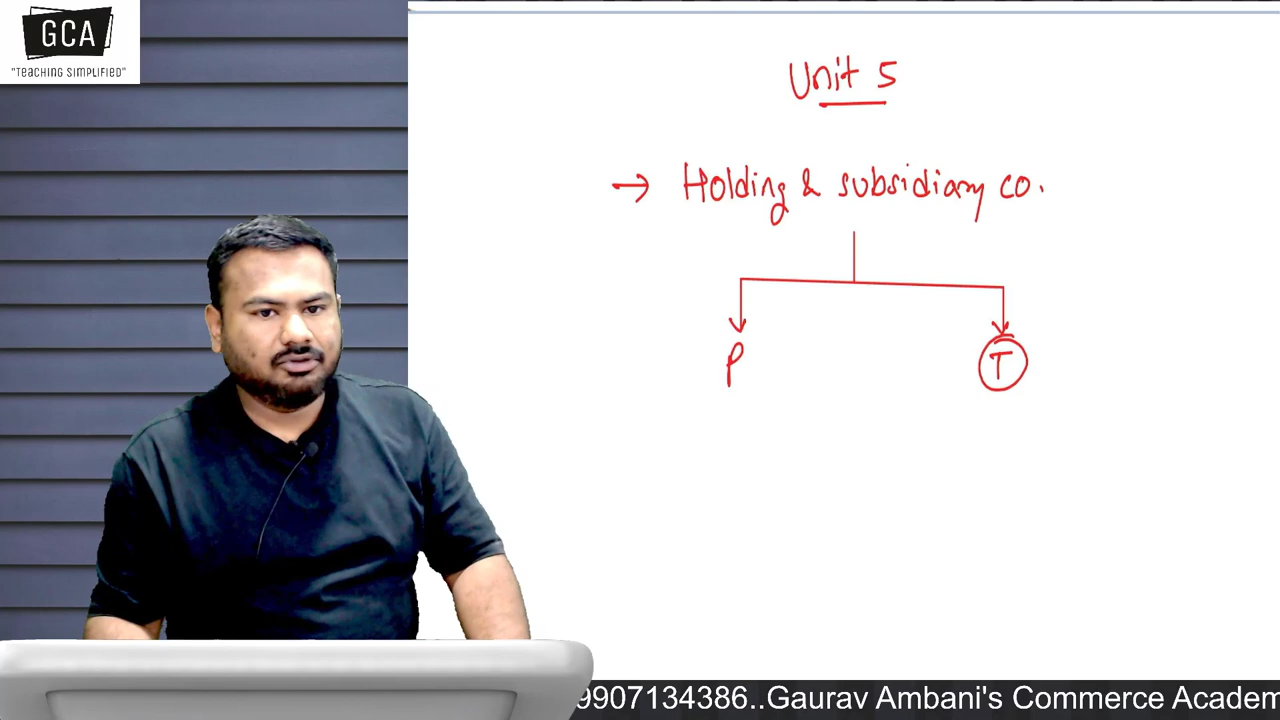 GCA
"TEACHING SIMPLIFIED"
Unit 5
→ Holding & subsidiary co.
P
T
9907134386..Gaurav Ambani's Commerce Academ